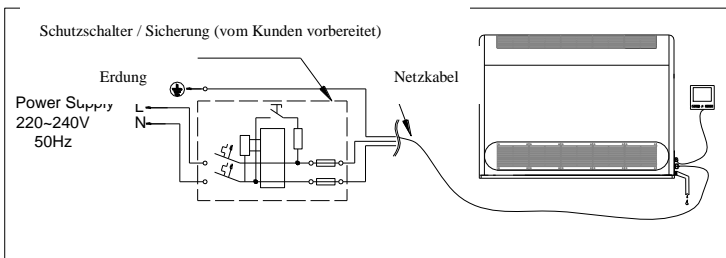 Schutzschalter / Sicherung (vom Kunden vorbereitet)
Erdung
Netzkabel
Power Supply L
220~240V N
50Hz